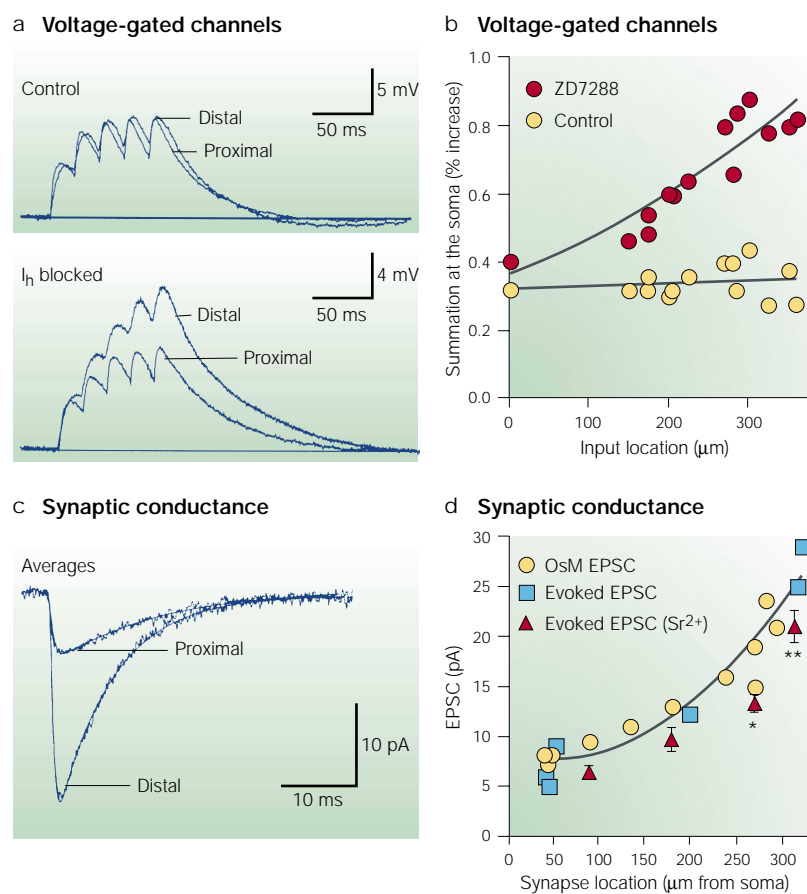 a Voltage-gated channels
Control
5 mV
50 ms
Distal
Proximal
I_h blocked
4 mV
50 ms
Distal
Proximal
b Voltage-gated channels
Summation at the soma (% increase)
1.0
0.8
0.6
0.4
0.2
0.0
ZD7288
Control
0 100 200 300
Input location (μm)
c Synaptic conductance
Averages
Proximal
Distal
10 pA
10 ms
d Synaptic conductance
EPSC (pA)
30
25
20
15
10
5
0
OsM EPSC
Evoked EPSC
Evoked EPSC (Sr²⁺)
**
*
0 50 100 150 200 250 300
Synapse location (μm from soma)